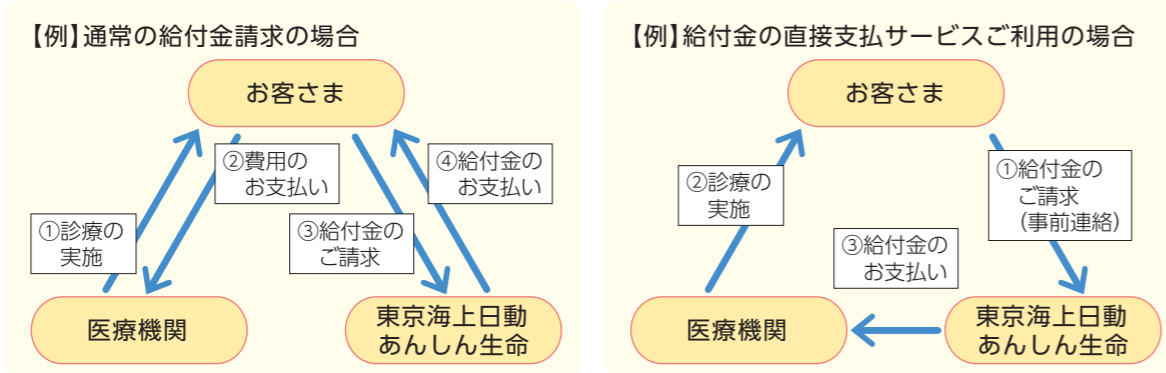 【例】通常の給付金請求の場合
お客さま
②費用の
お支払い
④給付金の
お支払い
①診療の
実施
③給付金の
ご請求
医療機関
東京海上日動
あんしん生命
【例】給付金の直接支払サービスご利用の場合
お客さま
①給付金の
ご請求
（事前連絡）
②診療の
実施
③給付金の
お支払い
医療機関
東京海上日動
あんしん生命